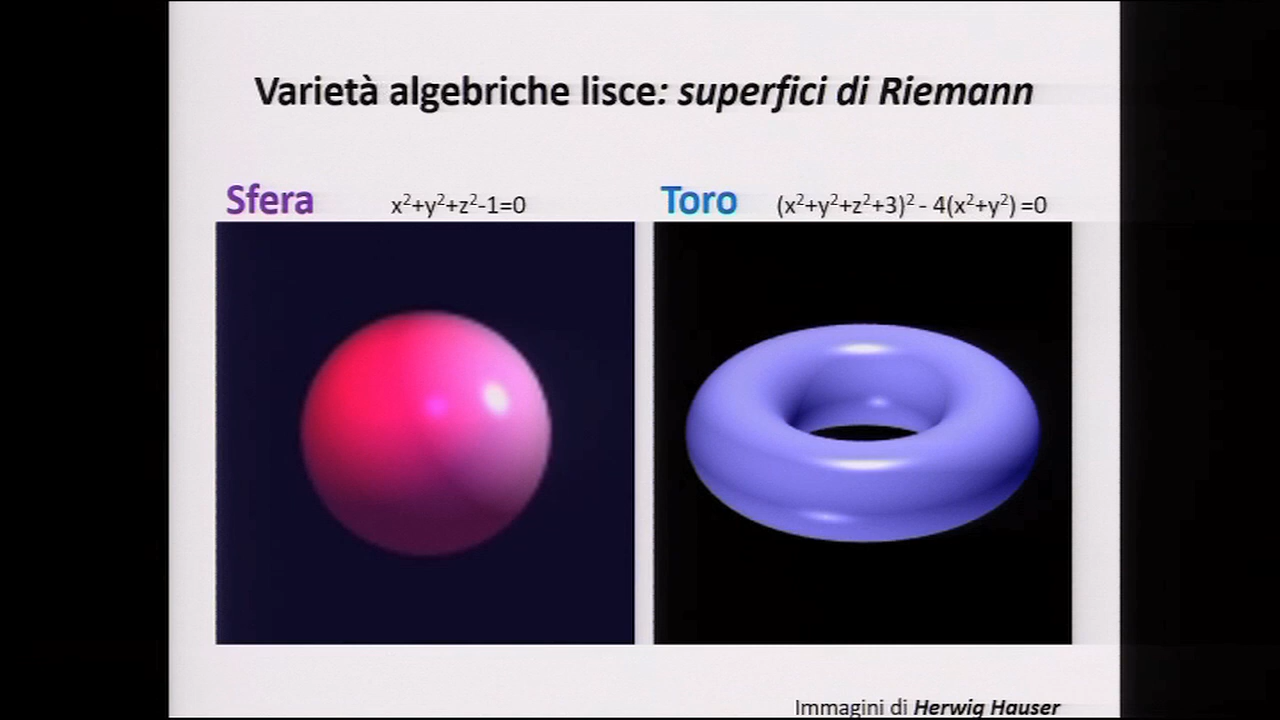 Varietà algebriche lisce: superfici di Riemann
Sfera x²+y²+z²-1=0
Toro (x²+y²+z²+3)² - 4(x²+y²) =0
Immagini di Herwig Hauser